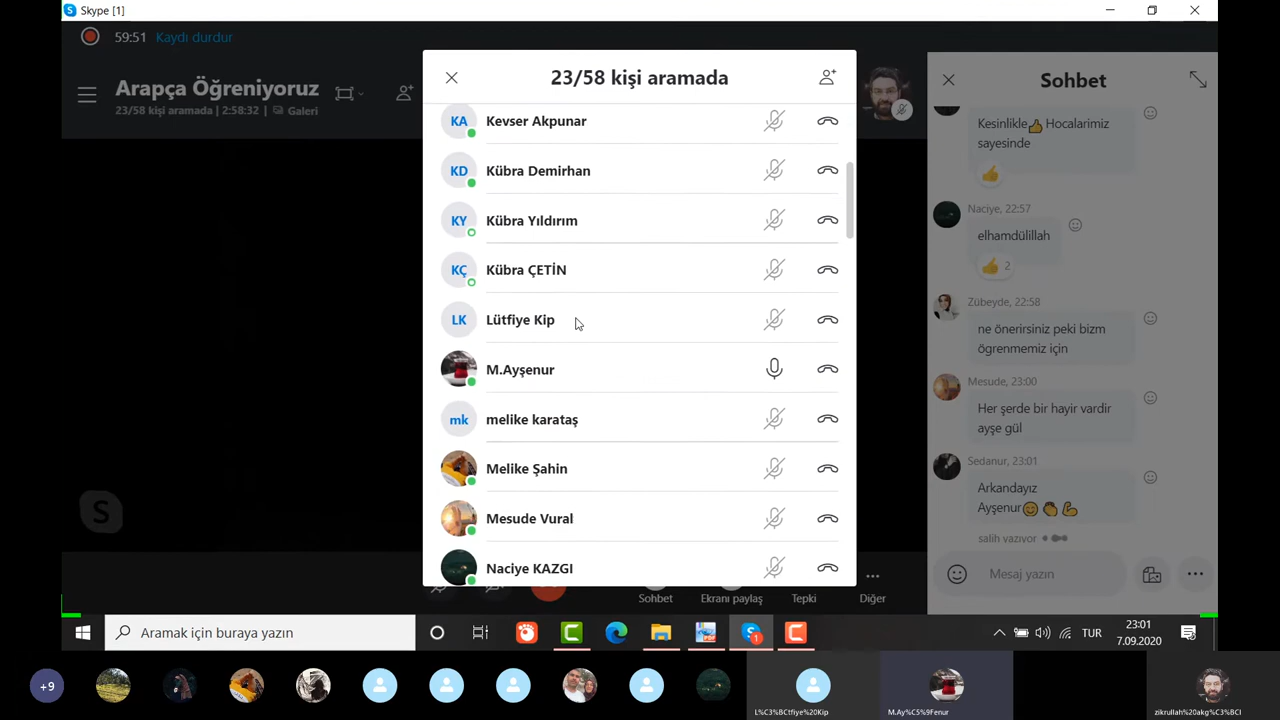 Skype [1]
59:51 Kaydı durdur
Arapça Öğreniyoruz
23/58 kişi aramada | 2:58:32 | Galeri
23/58 kişi aramada
KA Kevser Akpunar
KD Kübra Demirhan
KY Kübra Yıldırım
KÇ Kübra ÇETİN
LK Lütfiye Kip
M.Ayşenur
mk melike karataş
Melike Şahin
Mesude Vural
Naciye KAZGI
Sohbet
Kesinlikle👍 Hocalarimiz
sayesinde
👍
Naciye, 22:57
elhamdülillah
👍 2
Zübeyde, 22:58
ne önerirsiniz peki bizm
ögrenmemiz için
Mesude, 23:00
Her şerde bir hayir vardir
ayşe gül
Sedanur, 23:01
Arkandayız
Ayşenur😊👏💪
salih yazıyor
Mesaj yazın
Sohbet
Ekranı paylaş
Tepki
Diğer
S
Aramak için buraya yazın
TUR
23:01
7.09.2020
+9
L%C3%BCtfiye%20Kip
M.Ay%C5%9Fenur
zikrullah%20akg%C3%BCl